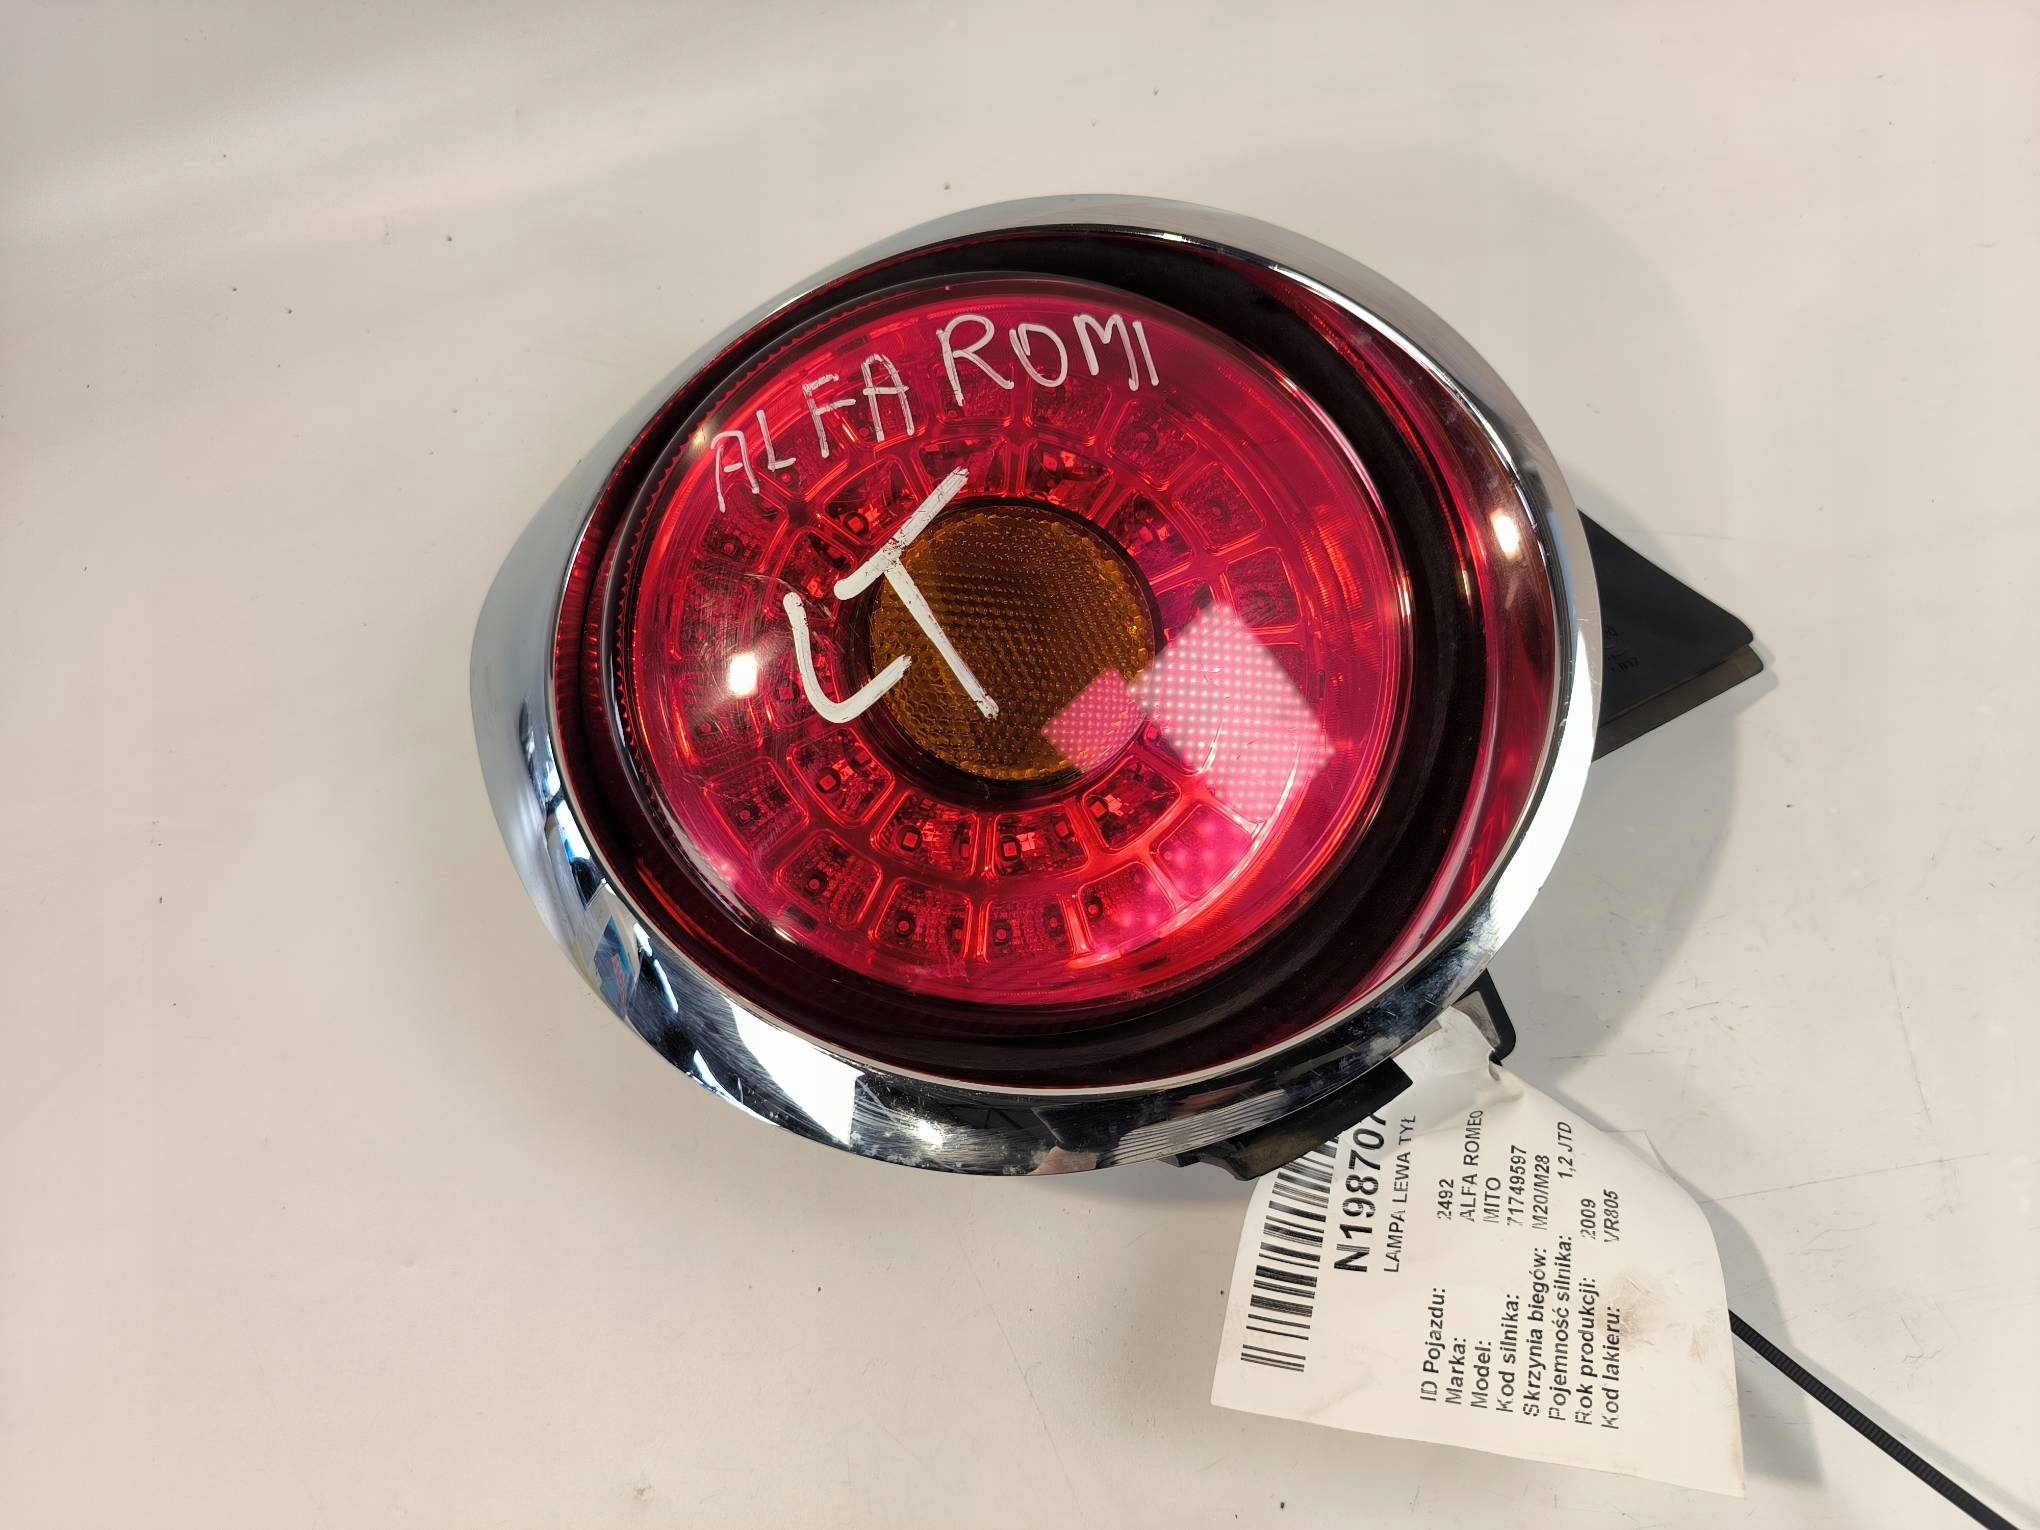 ALFA ROMI
LT
N198707
LAMPA LEWA TYŁ
ID Pojazdu: 2492
Marka: ALFA ROMEO
Model: MITO
Kod silnika: 71749597
Skrzynia biegów: M20/M28
Pojemność silnika: 1,2 JTD
Rok produkcji: 2009
Kod lakieru: VR805